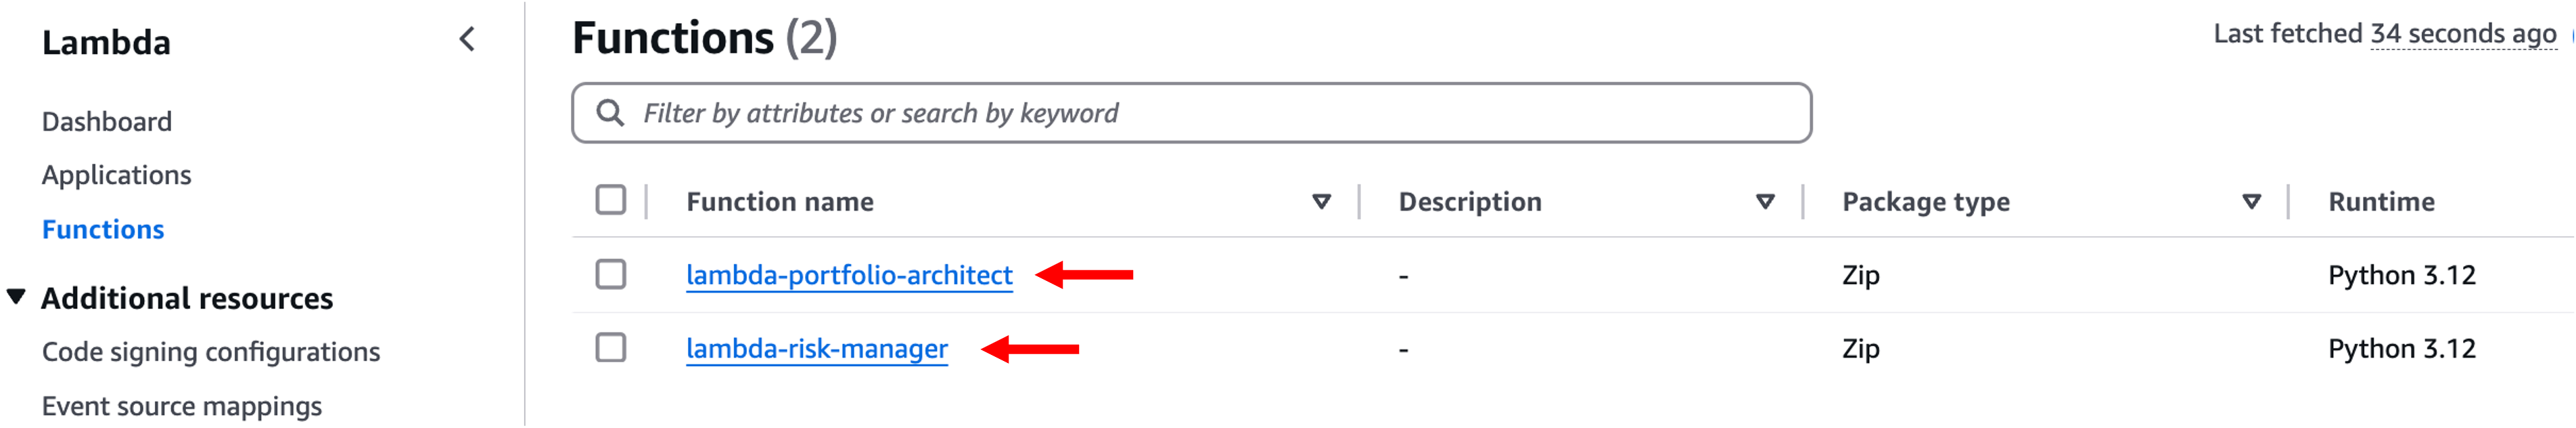 Lambda
Dashboard
Applications
Functions
Additional resources
Code signing configurations
Event source mappings
Functions (2)
Last fetched 34 seconds ago
Filter by attributes or search by keyword
Function name Description Package type Runtime
lambda-portfolio-architect - Zip Python 3.12
lambda-risk-manager - Zip Python 3.12